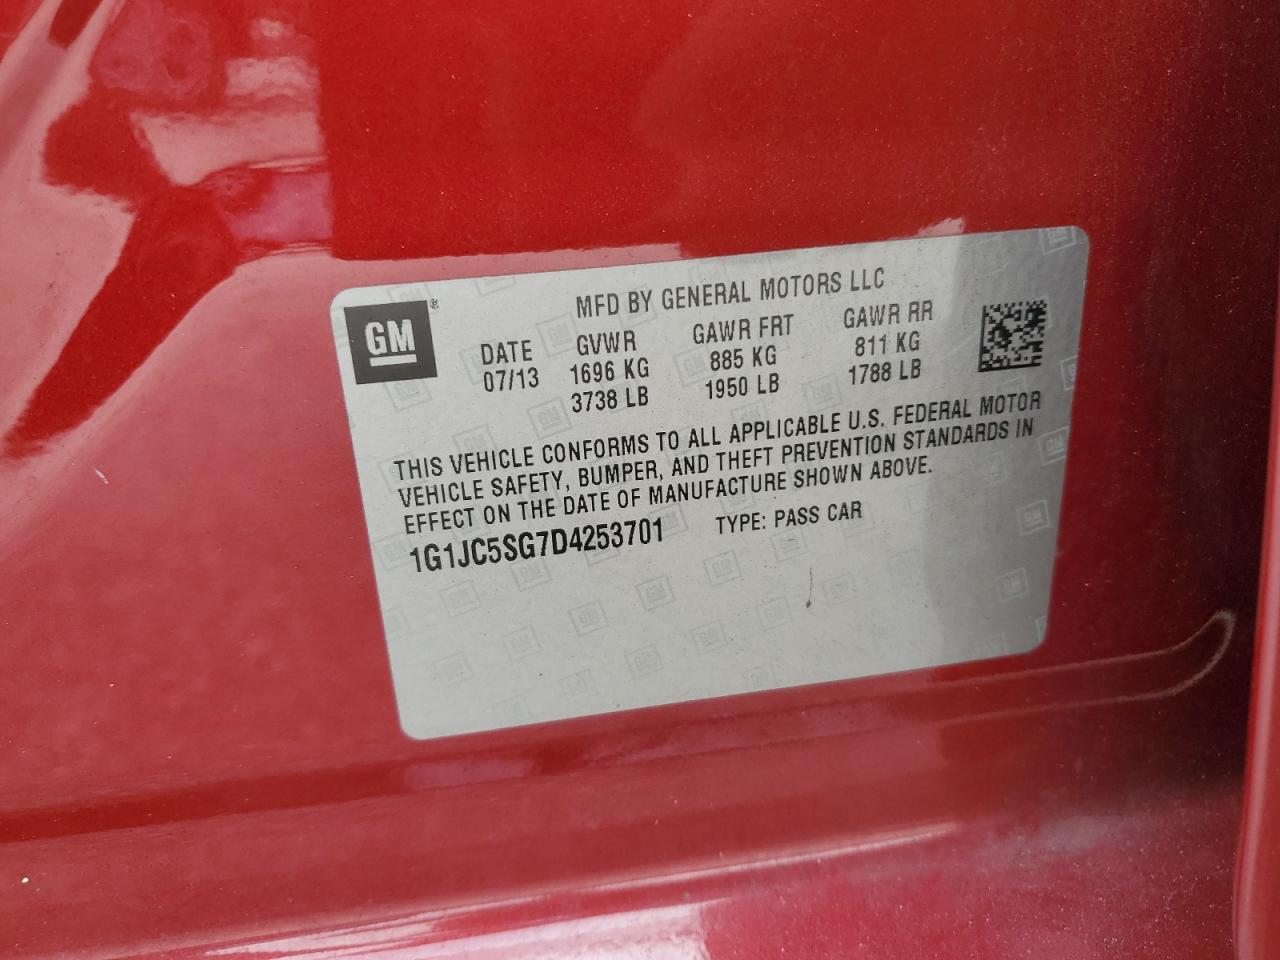 GM®
MFD BY GENERAL MOTORS LLC
DATE GVWR GAWR FRT GAWR RR
07/13 1696 KG 885 KG 811 KG
3738 LB 1950 LB 1788 LB
THIS VEHICLE CONFORMS TO ALL APPLICABLE U.S. FEDERAL MOTOR
VEHICLE SAFETY, BUMPER, AND THEFT PREVENTION STANDARDS IN
EFFECT ON THE DATE OF MANUFACTURE SHOWN ABOVE.
1G1JC5SG7D4253701 TYPE: PASS CAR